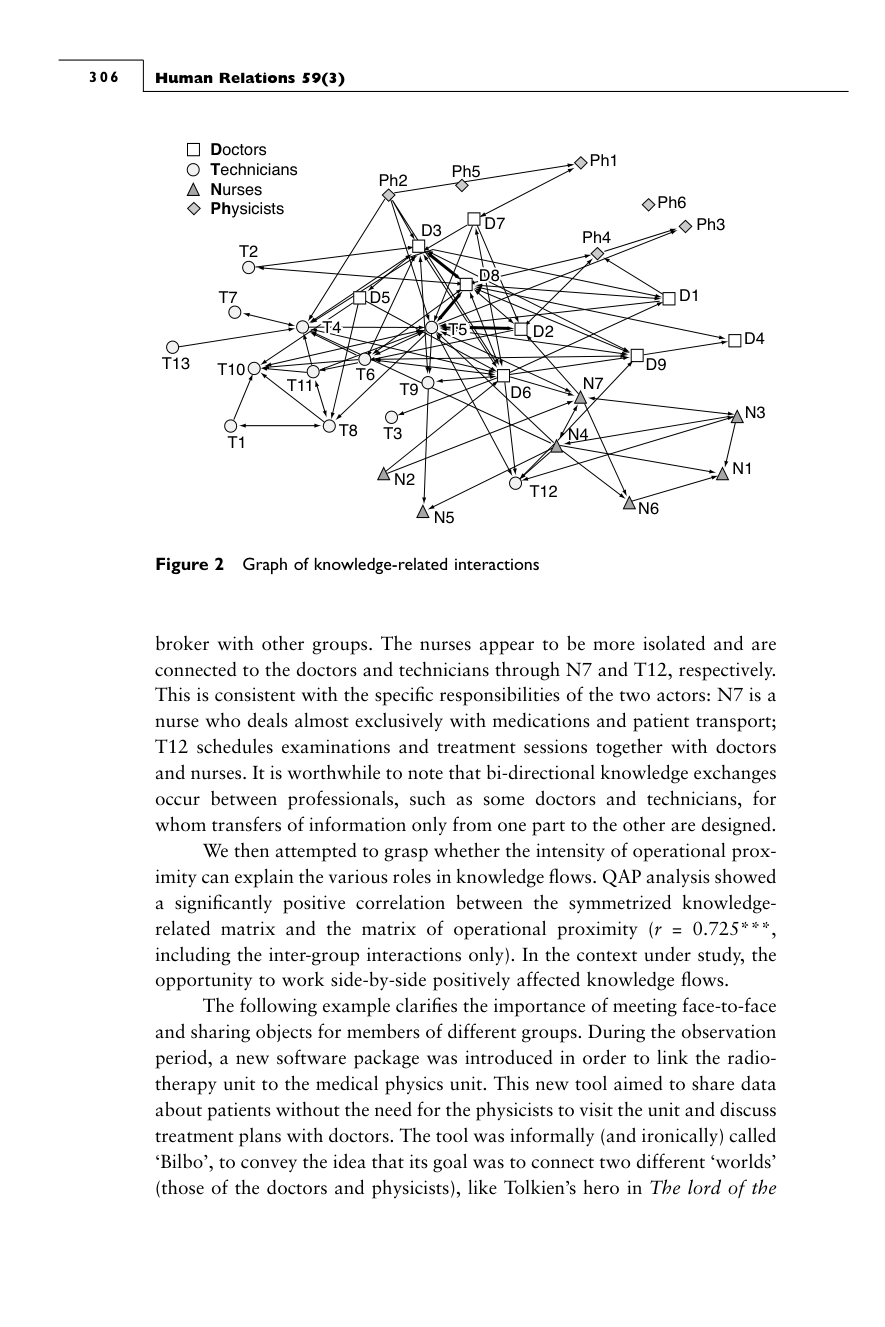 306
Human Relations 59(3)
Doctors
Technicians
Nurses
Physicists
Ph1
Ph5
Ph2
Ph6
D7
Ph3
D3
Ph4
T2
D8
T7
D5
D1
T4
T5
D2
D4
T13
D9
T10
T6
T11
T9
N7
D6
N3
T8
T3
N4
T1
N1
N2
T12
N6
N5
Figure 2 Graph of knowledge-related interactions
broker with other groups. The nurses appear to be more isolated and are
connected to the doctors and technicians through N7 and T12, respectively.
This is consistent with the specific responsibilities of the two actors: N7 is a
nurse who deals almost exclusively with medications and patient transport;
T12 schedules examinations and treatment sessions together with doctors
and nurses. It is worthwhile to note that bi-directional knowledge exchanges
occur between professionals, such as some doctors and technicians, for
whom transfers of information only from one part to the other are designed.
We then attempted to grasp whether the intensity of operational prox-
imity can explain the various roles in knowledge flows. QAP analysis showed
a significantly positive correlation between the symmetrized knowledge-
related matrix and the matrix of operational proximity (r = 0.725***,
including the inter-group interactions only). In the context under study, the
opportunity to work side-by-side positively affected knowledge flows.
The following example clarifies the importance of meeting face-to-face
and sharing objects for members of different groups. During the observation
period, a new software package was introduced in order to link the radio-
therapy unit to the medical physics unit. This new tool aimed to share data
about patients without the need for the physicists to visit the unit and discuss
treatment plans with doctors. The tool was informally (and ironically) called
‘Bilbo’, to convey the idea that its goal was to connect two different ‘worlds’
(those of the doctors and physicists), like Tolkien’s hero in The lord of the